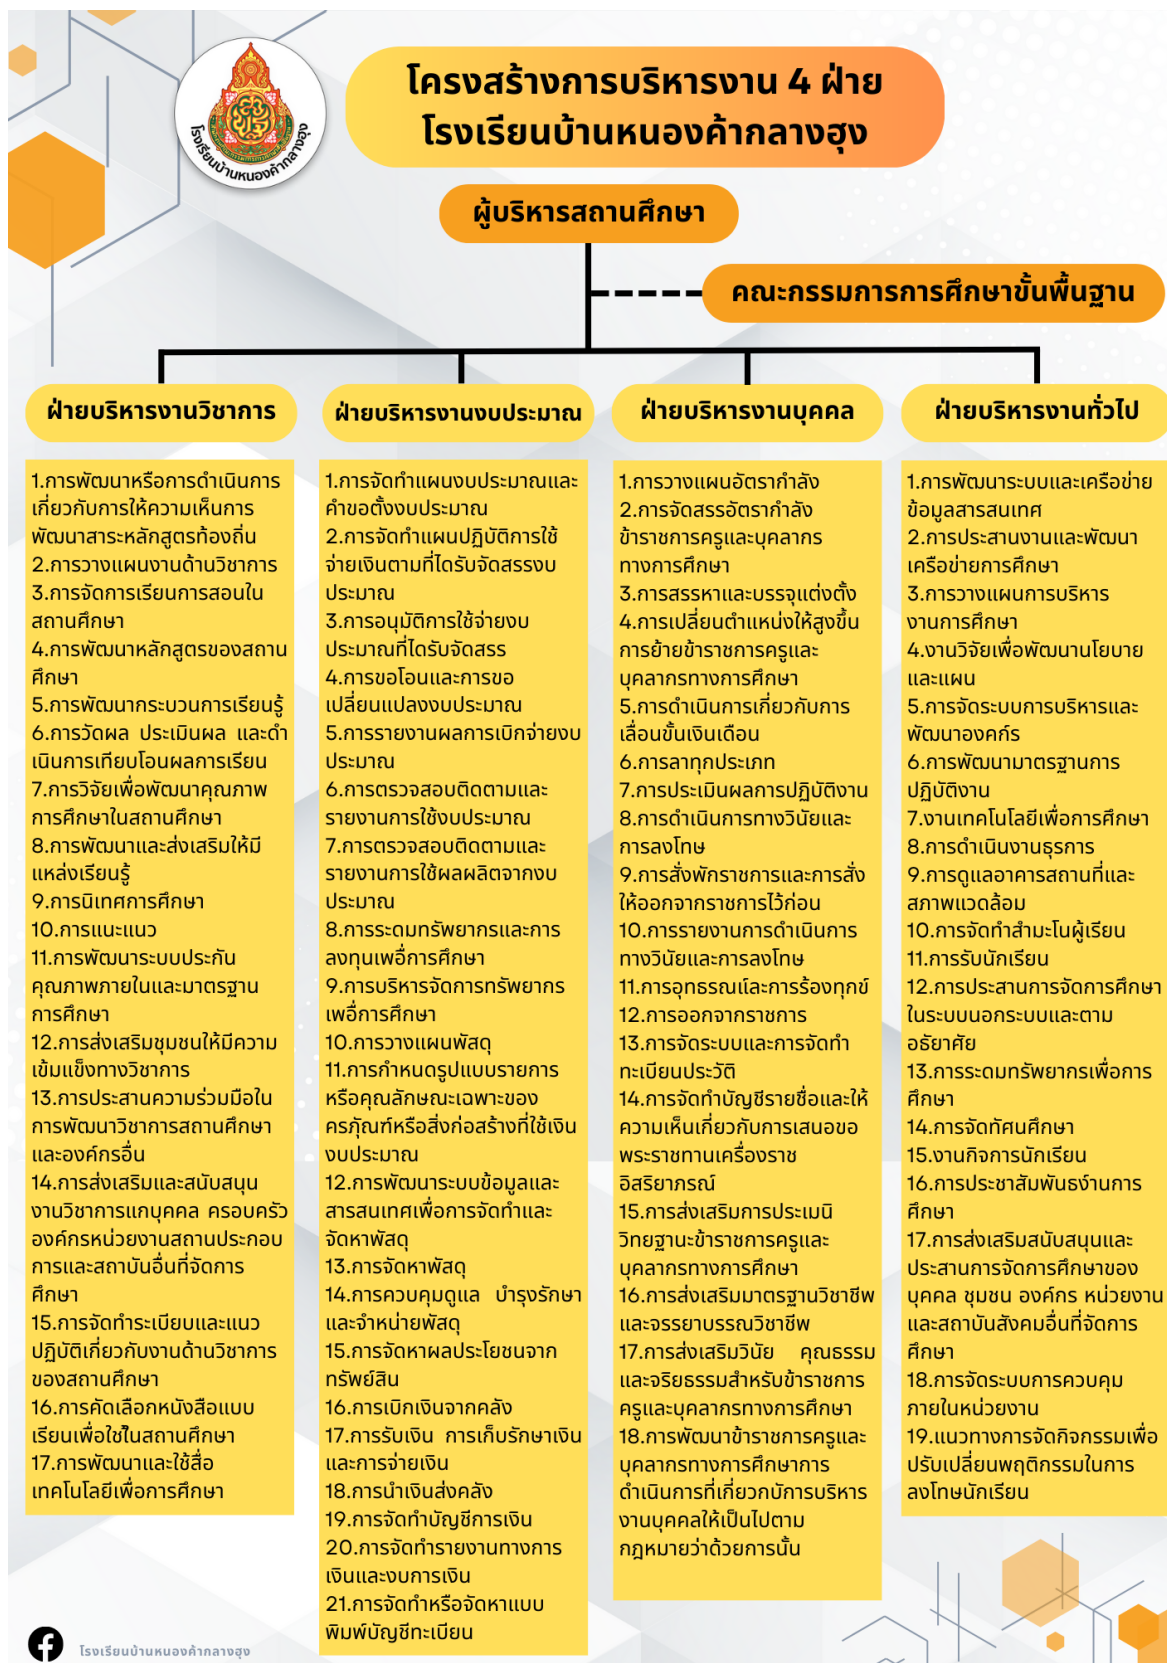 โครงสร้างการบริหารงาน 4 ฝ่าย
โรงเรียนบ้านหนองค้ากลางฮุง
โรงเรียนบ้านหนองค้ากลางฮุง
ผู้บริหารสถานศึกษา
คณะกรรมการการศึกษาขั้นพื้นฐาน
ฝ่ายบริหารงานวิชาการ
1.การพัฒนาหรือการดำเนินการ
เกี่ยวกับการให้ความเห็นการ
พัฒนาสาระหลักสูตรท้องถิ่น
2.การวางแผนงานด้านวิชาการ
3.การจัดการเรียนการสอนใน
สถานศึกษา
4.การพัฒนาหลักสูตรของสถาน
ศึกษา
5.การพัฒนากระบวนการเรียนรู้
6.การวัดผล ประเมินผล และดำ
เนินการเทียบโอนผลการเรียน
7.การวิจัยเพื่อพัฒนาคุณภาพ
การศึกษาในสถานศึกษา
8.การพัฒนาและส่งเสริมให้มี
แหล่งเรียนรู้
9.การนิเทศการศึกษา
10.การแนะแนว
11.การพัฒนาระบบประกัน
คุณภาพภายในและมาตรฐาน
การศึกษา
12.การส่งเสริมชุมชนให้มีความ
เข้มแข็งทางวิชาการ
13.การประสานความร่วมมือใน
การพัฒนาวิชาการสถานศึกษา
และองค์กรอื่น
14.การส่งเสริมและสนับสนุน
งานวิชาการแกบุคคล ครอบครัว
องค์กรหน่วยงานสถานประกอบ
การและสถาบันอื่นที่จัดการ
ศึกษา
15.การจัดทำระเบียบและแนว
ปฏิบัติเกี่ยวกับงานด้านวิชาการ
ของสถานศึกษา
16.การคัดเลือกหนังสือแบบ
เรียนเพื่อใช้ในสถานศึกษา
17.การพัฒนาและใช้สื่อ
เทคโนโลยีเพื่อการศึกษา
ฝ่ายบริหารงานงบประมาณ
1.การจัดทำแผนงบประมาณและ
คำขอตั้งงบประมาณ
2.การจัดทำแผนปฏิบัติการใช้
จ่ายเงินตามที่ไดรับจัดสรรงบ
ประมาณ
3.การอนุมัติการใช้จ่ายงบ
ประมาณที่ไดรับจัดสรร
4.การขอโอนและการขอ
เปลี่ยนแปลงงบประมาณ
5.การรายงานผลการเบิกจ่ายงบ
ประมาณ
6.การตรวจสอบติดตามและ
รายงานการใช้งบประมาณ
7.การตรวจสอบติดตามและ
รายงานการใช้ผลผลิตจากงบ
ประมาณ
8.การระดมทรัพยากรและการ
ลงทุนเพอื่การศึกษา
9.การบริหารจัดการทรัพยากร
เพอื่การศึกษา
10.การวางแผนพัสดุ
11.การกำหนดรูปแบบรายการ
หรือคุณลักษณะเฉพาะของ
ครภุัณฑ์หรือสิ่งก่อสร้างที่ใช้เงิน
งบประมาณ
12.การพัฒนาระบบข้อมูลและ
สารสนเทศเพื่อการจัดทำและ
จัดหาพัสดุ
13.การจัดหาพัสดุ
14.การควบคุมดูแล บำรุงรักษา
และจำหน่ายพัสดุ
15.การจัดหาผลประโยชนจาก
ทรัพย์สิน
16.การเบิกเงินจากคลัง
17.การรับเงิน การเก็บรักษาเงิน
และการจ่ายเงิน
18.การนำเงินส่งคลัง
19.การจัดทำบัญชีการเงิน
20.การจัดทำรายงานทางการ
เงินและงบการเงิน
21.การจัดทำหรือจัดหาแบบ
พิมพ์บัญชีทะเบียน
ฝ่ายบริหารงานบุคคล
1.การวางแผนอัตรากำลัง
2.การจัดสรรอัตรากำลัง
ข้าราชการครูและบุคลากร
ทางการศึกษา
3.การสรรหาและบรรจุแต่งตั้ง
4.การเปลี่ยนตำแหน่งให้สูงขึ้น
การย้ายข้าราชการครูและ
บุคลากรทางการศึกษา
5.การดำเนินการเกี่ยวกับการ
เลื่อนขั้นเงินเดือน
6.การลาทุกประเภท
7.การประเมินผลการปฏิบัติงาน
8.การดำเนินการทางวินัยและ
การลงโทษ
9.การสั่งพักราชการและการสั่ง
ให้ออกจากราชการไว้ก่อน
10.การรายงานการดำเนินการ
ทางวินัยและการลงโทษ
11.การอุทธรณแ์ละการร้องทุกข์
12.การออกจากราชการ
13.การจัดระบบและการจัดทำ
ทะเบียนประวัติ
14.การจัดทำบัญชีรายชื่อและให้
ความเห็นเกี่ยวกับการเสนอขอ
พระราชทานเครื่องราช
อิสริยาภรณ์
15.การส่งเสริมการประเมนิ
วิทยฐานะข้าราชการครูและ
บุคลากรทางการศึกษา
16.การส่งเสริมมาตรฐานวิชาชีพ
และจรรยาบรรณวิชาชีพ
17.การส่งเสริมวินัย คุณธรรม
และจริยธรรมสำหรับข้าราชการ
ครูและบุคลากรทางการศึกษา
18.การพัฒนาข้าราชการครูและ
บุคลากรทางการศึกษาการ
ดำเนินการที่เกี่ยวกบัการบริหาร
งานบุคคลให้เป็นไปตาม
กฎหมายว่าด้วยการนั้น
ฝ่ายบริหารงานทั่วไป
1.การพัฒนาระบบและเครือข่าย
ข้อมูลสารสนเทศ
2.การประสานงานและพัฒนา
เครือข่ายการศึกษา
3.การวางแผนการบริหาร
งานการศึกษา
4.งานวิจัยเพื่อพัฒนานโยบาย
และแผน
5.การจัดระบบการบริหารและ
พัฒนาองคก์ร
6.การพัฒนามาตรฐานการ
ปฏิบัติงาน
7.งานเทคโนโลยีเพื่อการศึกษา
8.การดำเนินงานธุรการ
9.การดูแลอาคารสถานที่และ
สภาพแวดล้อม
10.การจัดทำสำมะโนผู้เรียน
11.การรับนักเรียน
12.การประสานการจัดการศึกษา
ในระบบนอกระบบและตาม
อธัยาศัย
13.การระดมทรัพยากรเพื่อการ
ศึกษา
14.การจัดทัศนศึกษา
15.งานกิจการนักเรียน
16.การประชาสัมพันธง์านการ
ศึกษา
17.การส่งเสริมสนับสนุนและ
ประสานการจัดการศึกษาของ
บุคคล ชุมชน องค์กร หน่วยงาน
และสถาบันสังคมอื่นที่จัดการ
ศึกษา
18.การจัดระบบการควบคุม
ภายในหน่วยงาน
19.แนวทางการจัดกิจกรรมเพื่อ
ปรับเปลี่ยนพฤติกรรมในการ
ลงโทษนักเรียน
โรงเรียนบ้านหนองค้ากลางฮุง